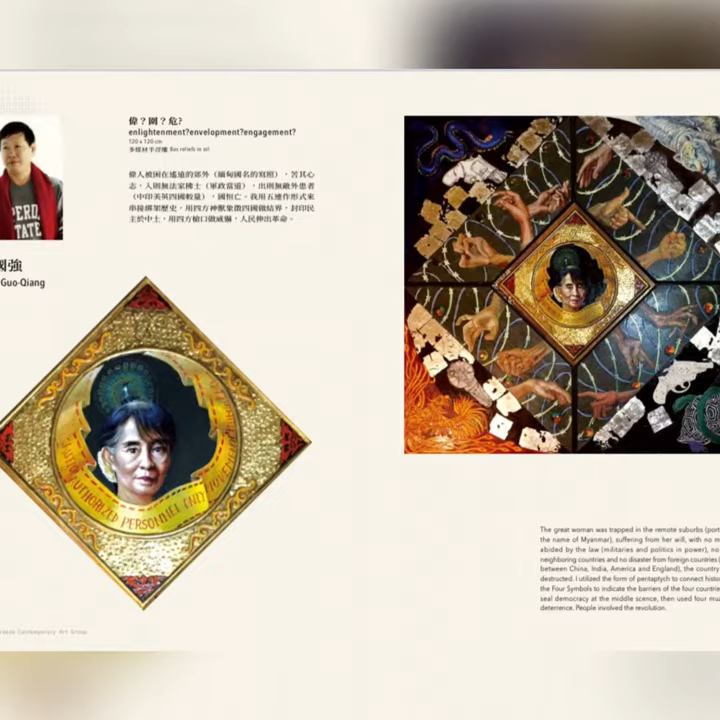 偉?圍?危?
enlightenment?envelopment?engagement?
120 x 120 cm
多媒材半浮雕 Bas reliefs in oil
偉人被困在遙遠的郊外(緬甸國名的寫照),苦其心
志,入則無法家拂士(軍政當道),出則無敵外患者
(中印美英四國較量),國恒亡。我用五連作形式來
串接綁架歷史,用四方神獸象徵四國做結界,封印民
主於中土,用四方槍口做威嚇,人民伸出革命。
PERD
STATE
國強
Guo-Qiang
AUTHORIZED PERSONNEL ONLY
The great woman was trapped in the remote suburbs (port
the name of Myanmar), suffering from her will, with no m
abided by the law (militaries and politics in power), no
neighboring countries and no disaster from foreign countries (
between China, India, America and England), the country
destructed. I utilized the form of pentaptych to connect histo
the Four Symbols to indicate the barriers of the four countrie
seal democracy at the middle scence, then used four muz
deterrence. People involved the revolution.
Contemporary Art Group